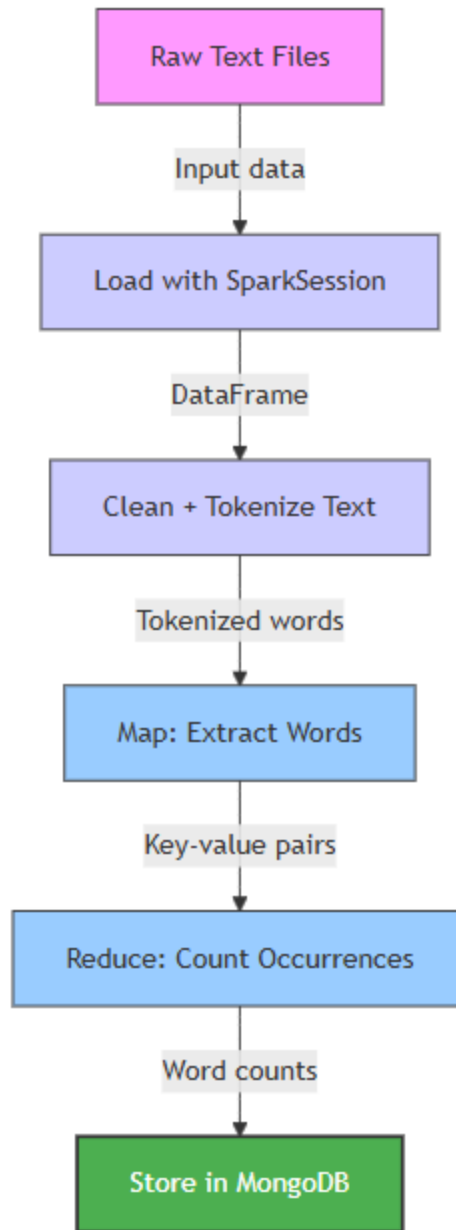 Raw Text Files
Input data
Load with SparkSession
DataFrame
Clean + Tokenize Text
Tokenized words
Map: Extract Words
Key-value pairs
Reduce: Count Occurrences
Word counts
Store in MongoDB